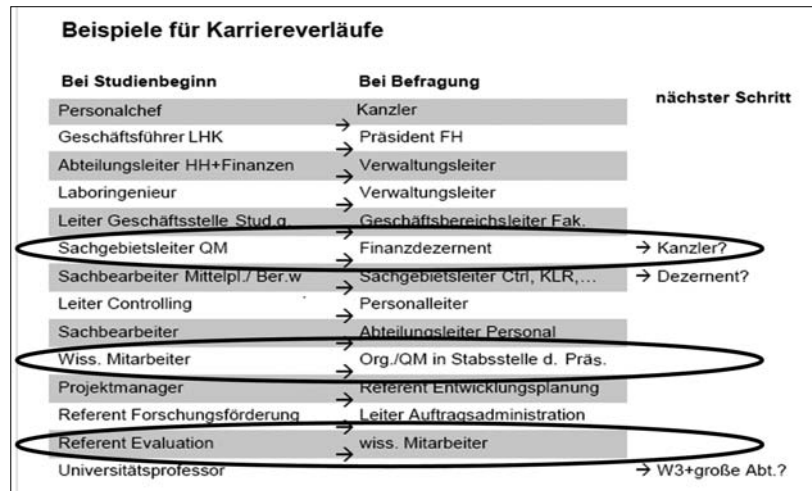 Beispiele für Karriereverläufe
Bei Studienbeginn Bei Befragung nächster Schritt
Personalchef → Kanzler
Geschäftsführer LHK → Präsident FH
Abteilungsleiter HH+Finanzen → Verwaltungsleiter
Laboringenieur → Verwaltungsleiter
Leiter Geschäftsstelle Stud.g. → Geschäftsbereichsleiter Fak.
Sachgebietsleiter QM → Finanzdezernent → Kanzler?
Sachbearbeiter Mittelpl./ Ber.w → Sachgebietsleiter Ctrl, KLR,... → Dezernent?
Leiter Controlling → Personalleiter
Sachbearbeiter → Abteilungsleiter Personal
Wiss. Mitarbeiter → Org./QM in Stabsstelle d. Präs.
Projektmanager → Referent Entwicklungsplanung
Referent Forschungsförderung → Leiter Auftragsadministration
Referent Evaluation → wiss. Mitarbeiter
Universitätsprofessor → W3+große Abt.?